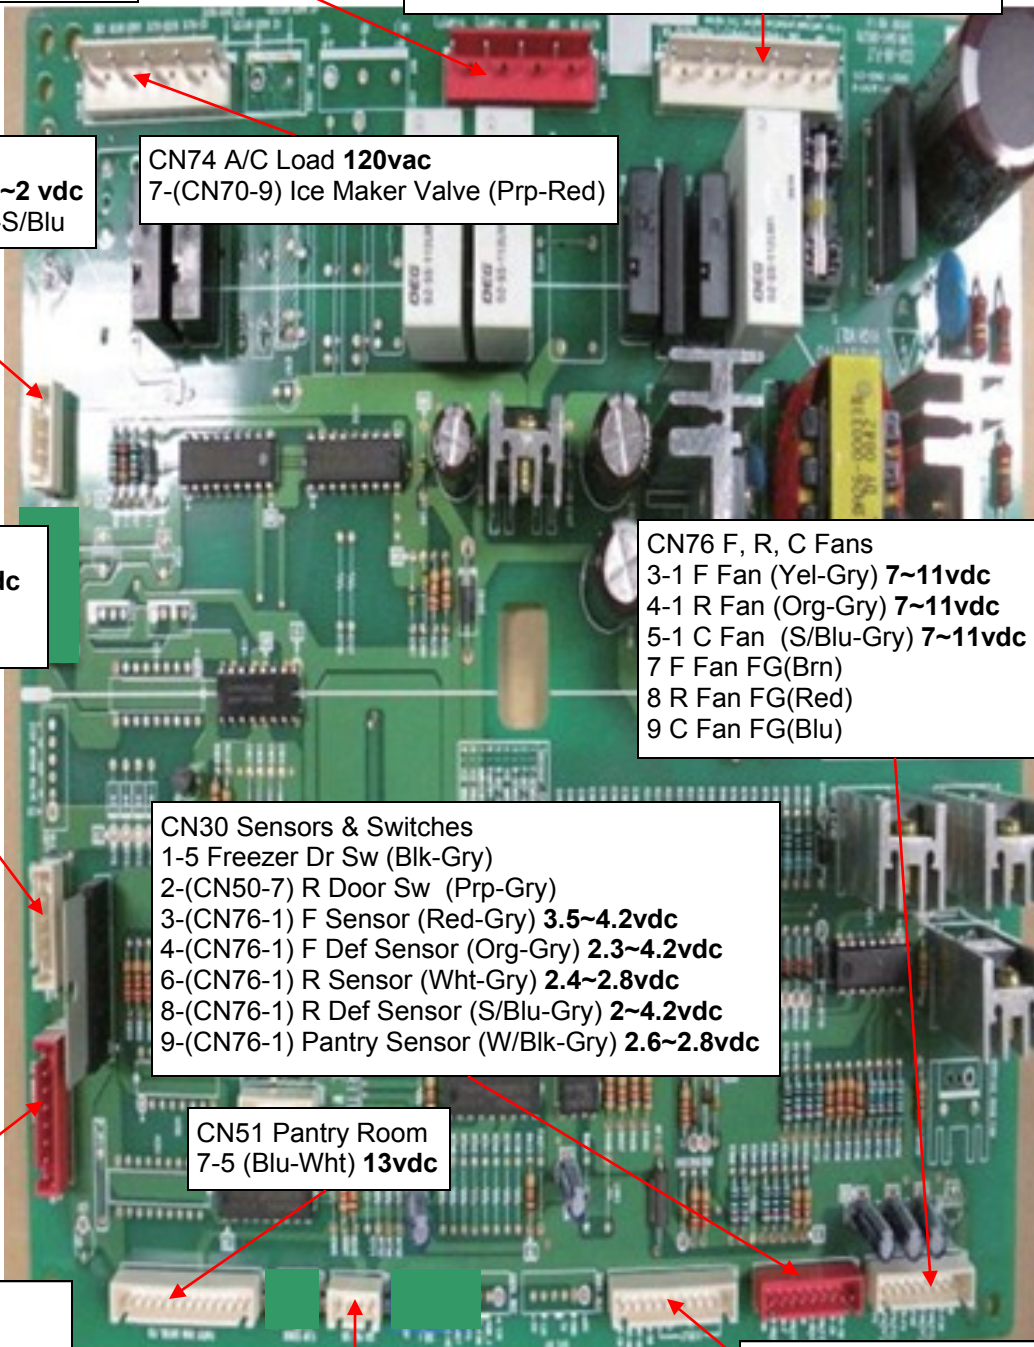 CN74 A/C Load 120vac
7-(CN70-9) Ice Maker Valve (Prp-Red)
~2 vdc
S/Blu
dc
CN76 F, R, C Fans
3-1 F Fan (Yel-Gry) 7~11vdc
4-1 R Fan (Org-Gry) 7~11vdc
5-1 C Fan (S/Blu-Gry) 7~11vdc
7 F Fan FG(Brn)
8 R Fan FG(Red)
9 C Fan FG(Blu)
CN30 Sensors & Switches
1-5 Freezer Dr Sw (Blk-Gry)
2-(CN50-7) R Door Sw (Prp-Gry)
3-(CN76-1) F Sensor (Red-Gry) 3.5~4.2vdc
4-(CN76-1) F Def Sensor (Org-Gry) 2.3~4.2vdc
6-(CN76-1) R Sensor (Wht-Gry) 2.4~2.8vdc
8-(CN76-1) R Def Sensor (S/Blu-Gry) 2~4.2vdc
9-(CN76-1) Pantry Sensor (W/Blk-Gry) 2.6~2.8vdc
CN51 Pantry Room
7-5 (Blu-Wht) 13vdc
OEG
OEG
OEG